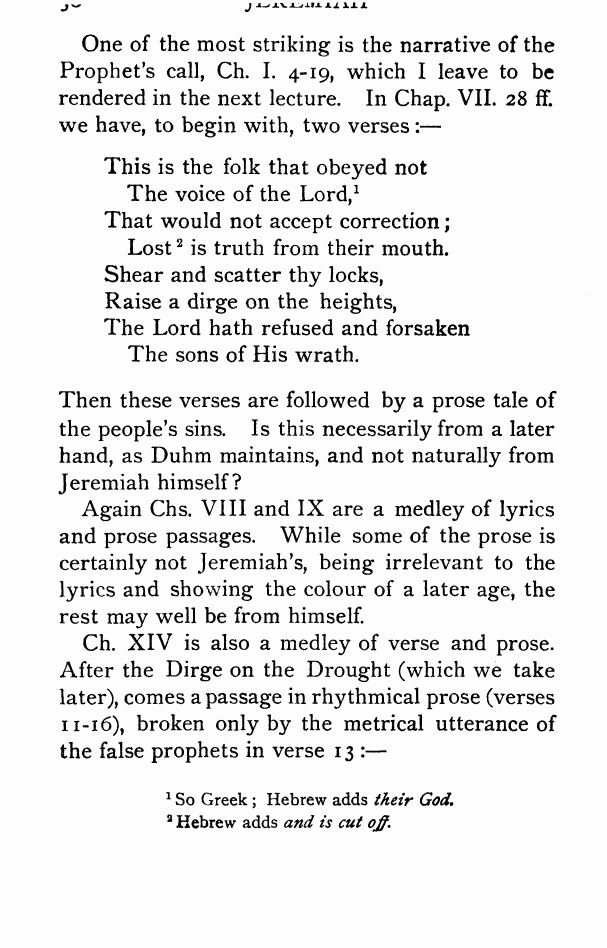 One of the most striking is the narrative of the
Prophet's call, Ch. I. 4-19, which I leave to be
rendered in the next lecture. In Chap. VII. 28 ff.
we have, to begin with, two verses :—
This is the folk that obeyed not
The voice of the Lord,¹
That would not accept correction ;
Lost ² is truth from their mouth.
Shear and scatter thy locks,
Raise a dirge on the heights,
The Lord hath refused and forsaken
The sons of His wrath.
Then these verses are followed by a prose tale of
the people's sins. Is this necessarily from a later
hand, as Duhm maintains, and not naturally from
Jeremiah himself?
Again Chs. VIII and IX are a medley of lyrics
and prose passages. While some of the prose is
certainly not Jeremiah's, being irrelevant to the
lyrics and showing the colour of a later age, the
rest may well be from himself.
Ch. XIV is also a medley of verse and prose.
After the Dirge on the Drought (which we take
later), comes a passage in rhythmical prose (verses
11-16), broken only by the metrical utterance of
the false prophets in verse 13 :—
¹ So Greek ; Hebrew adds their God.
² Hebrew adds and is cut off.